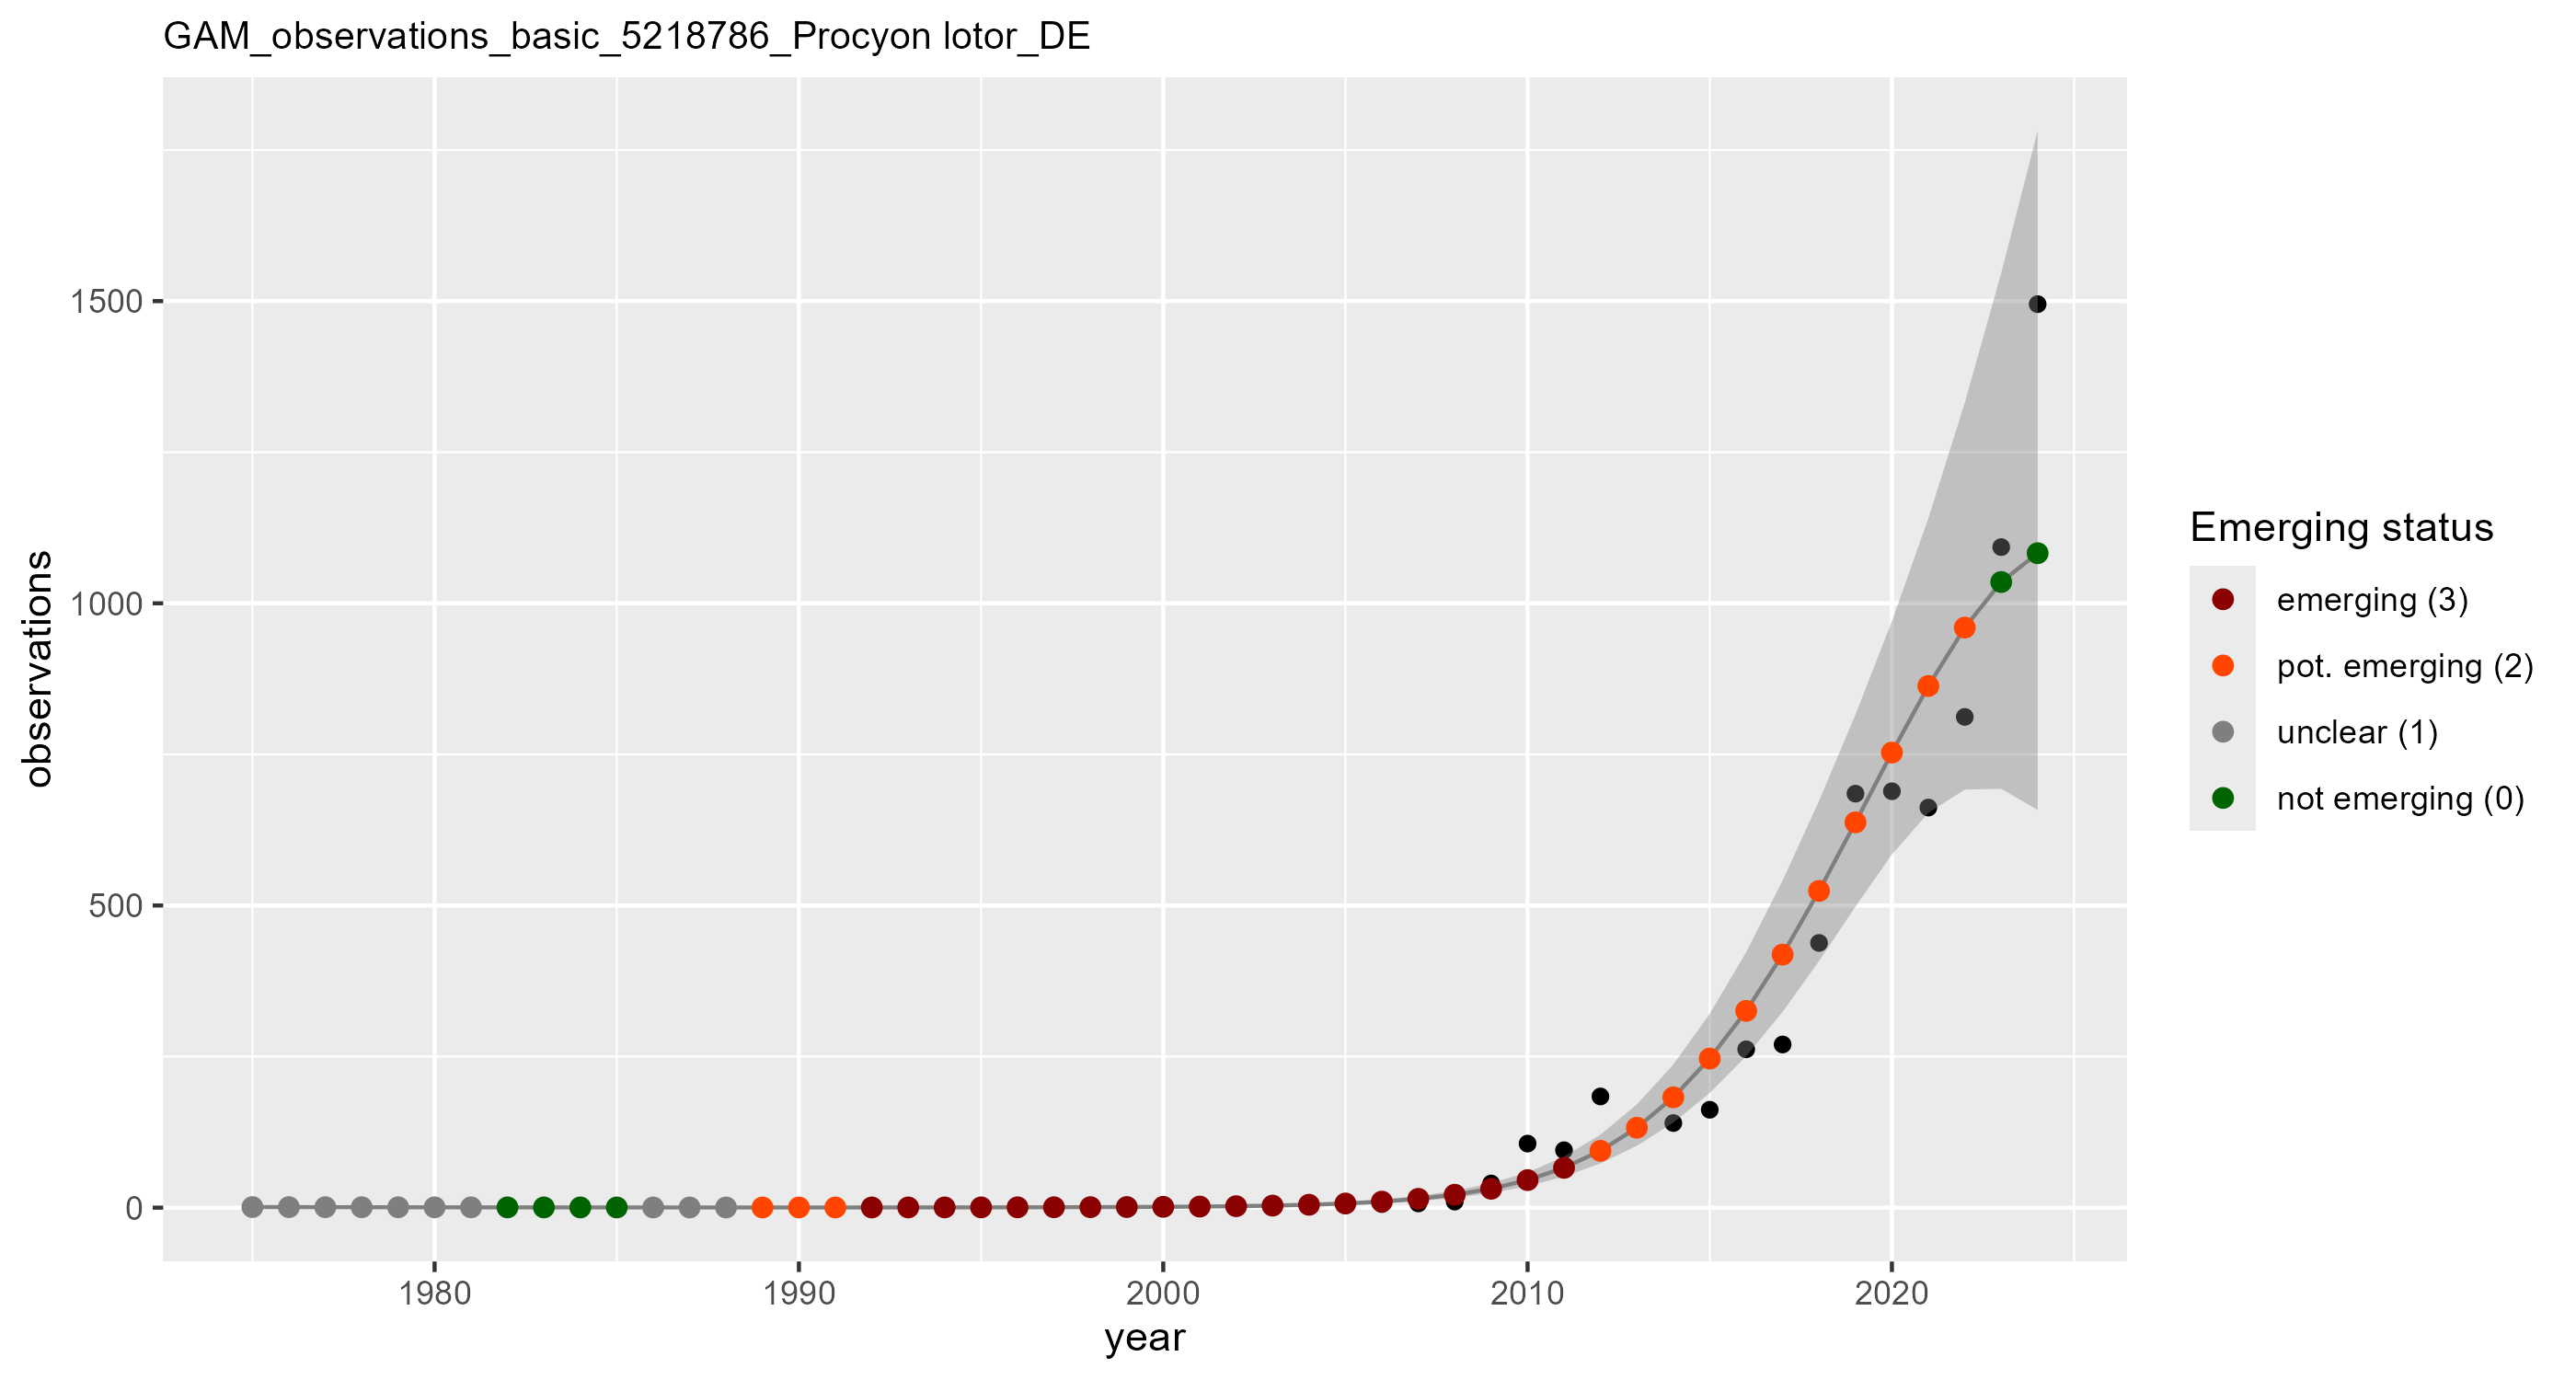 GAM_observations_basic_5218786_Procyon lotor_DE
observations
1500
1000
500
0
1980
1990
2000
2010
2020
year
Emerging status
emerging (3)
pot. emerging (2)
unclear (1)
not emerging (0)